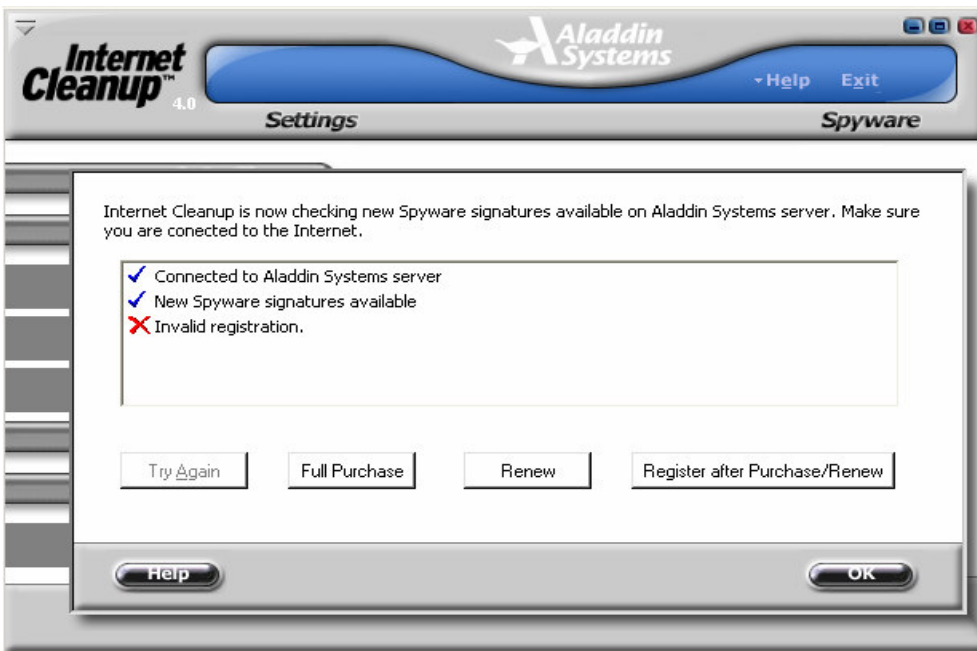 Internet
Cleanup™ 4.0
Aladdin
Systems
Help Exit
Settings Spyware
Internet Cleanup is now checking new Spyware signatures available on Aladdin Systems server. Make sure
you are conected to the Internet.
Connected to Aladdin Systems server
New Spyware signatures available
Invalid registration.
Try Again Full Purchase Renew Register after Purchase/Renew
Help OK